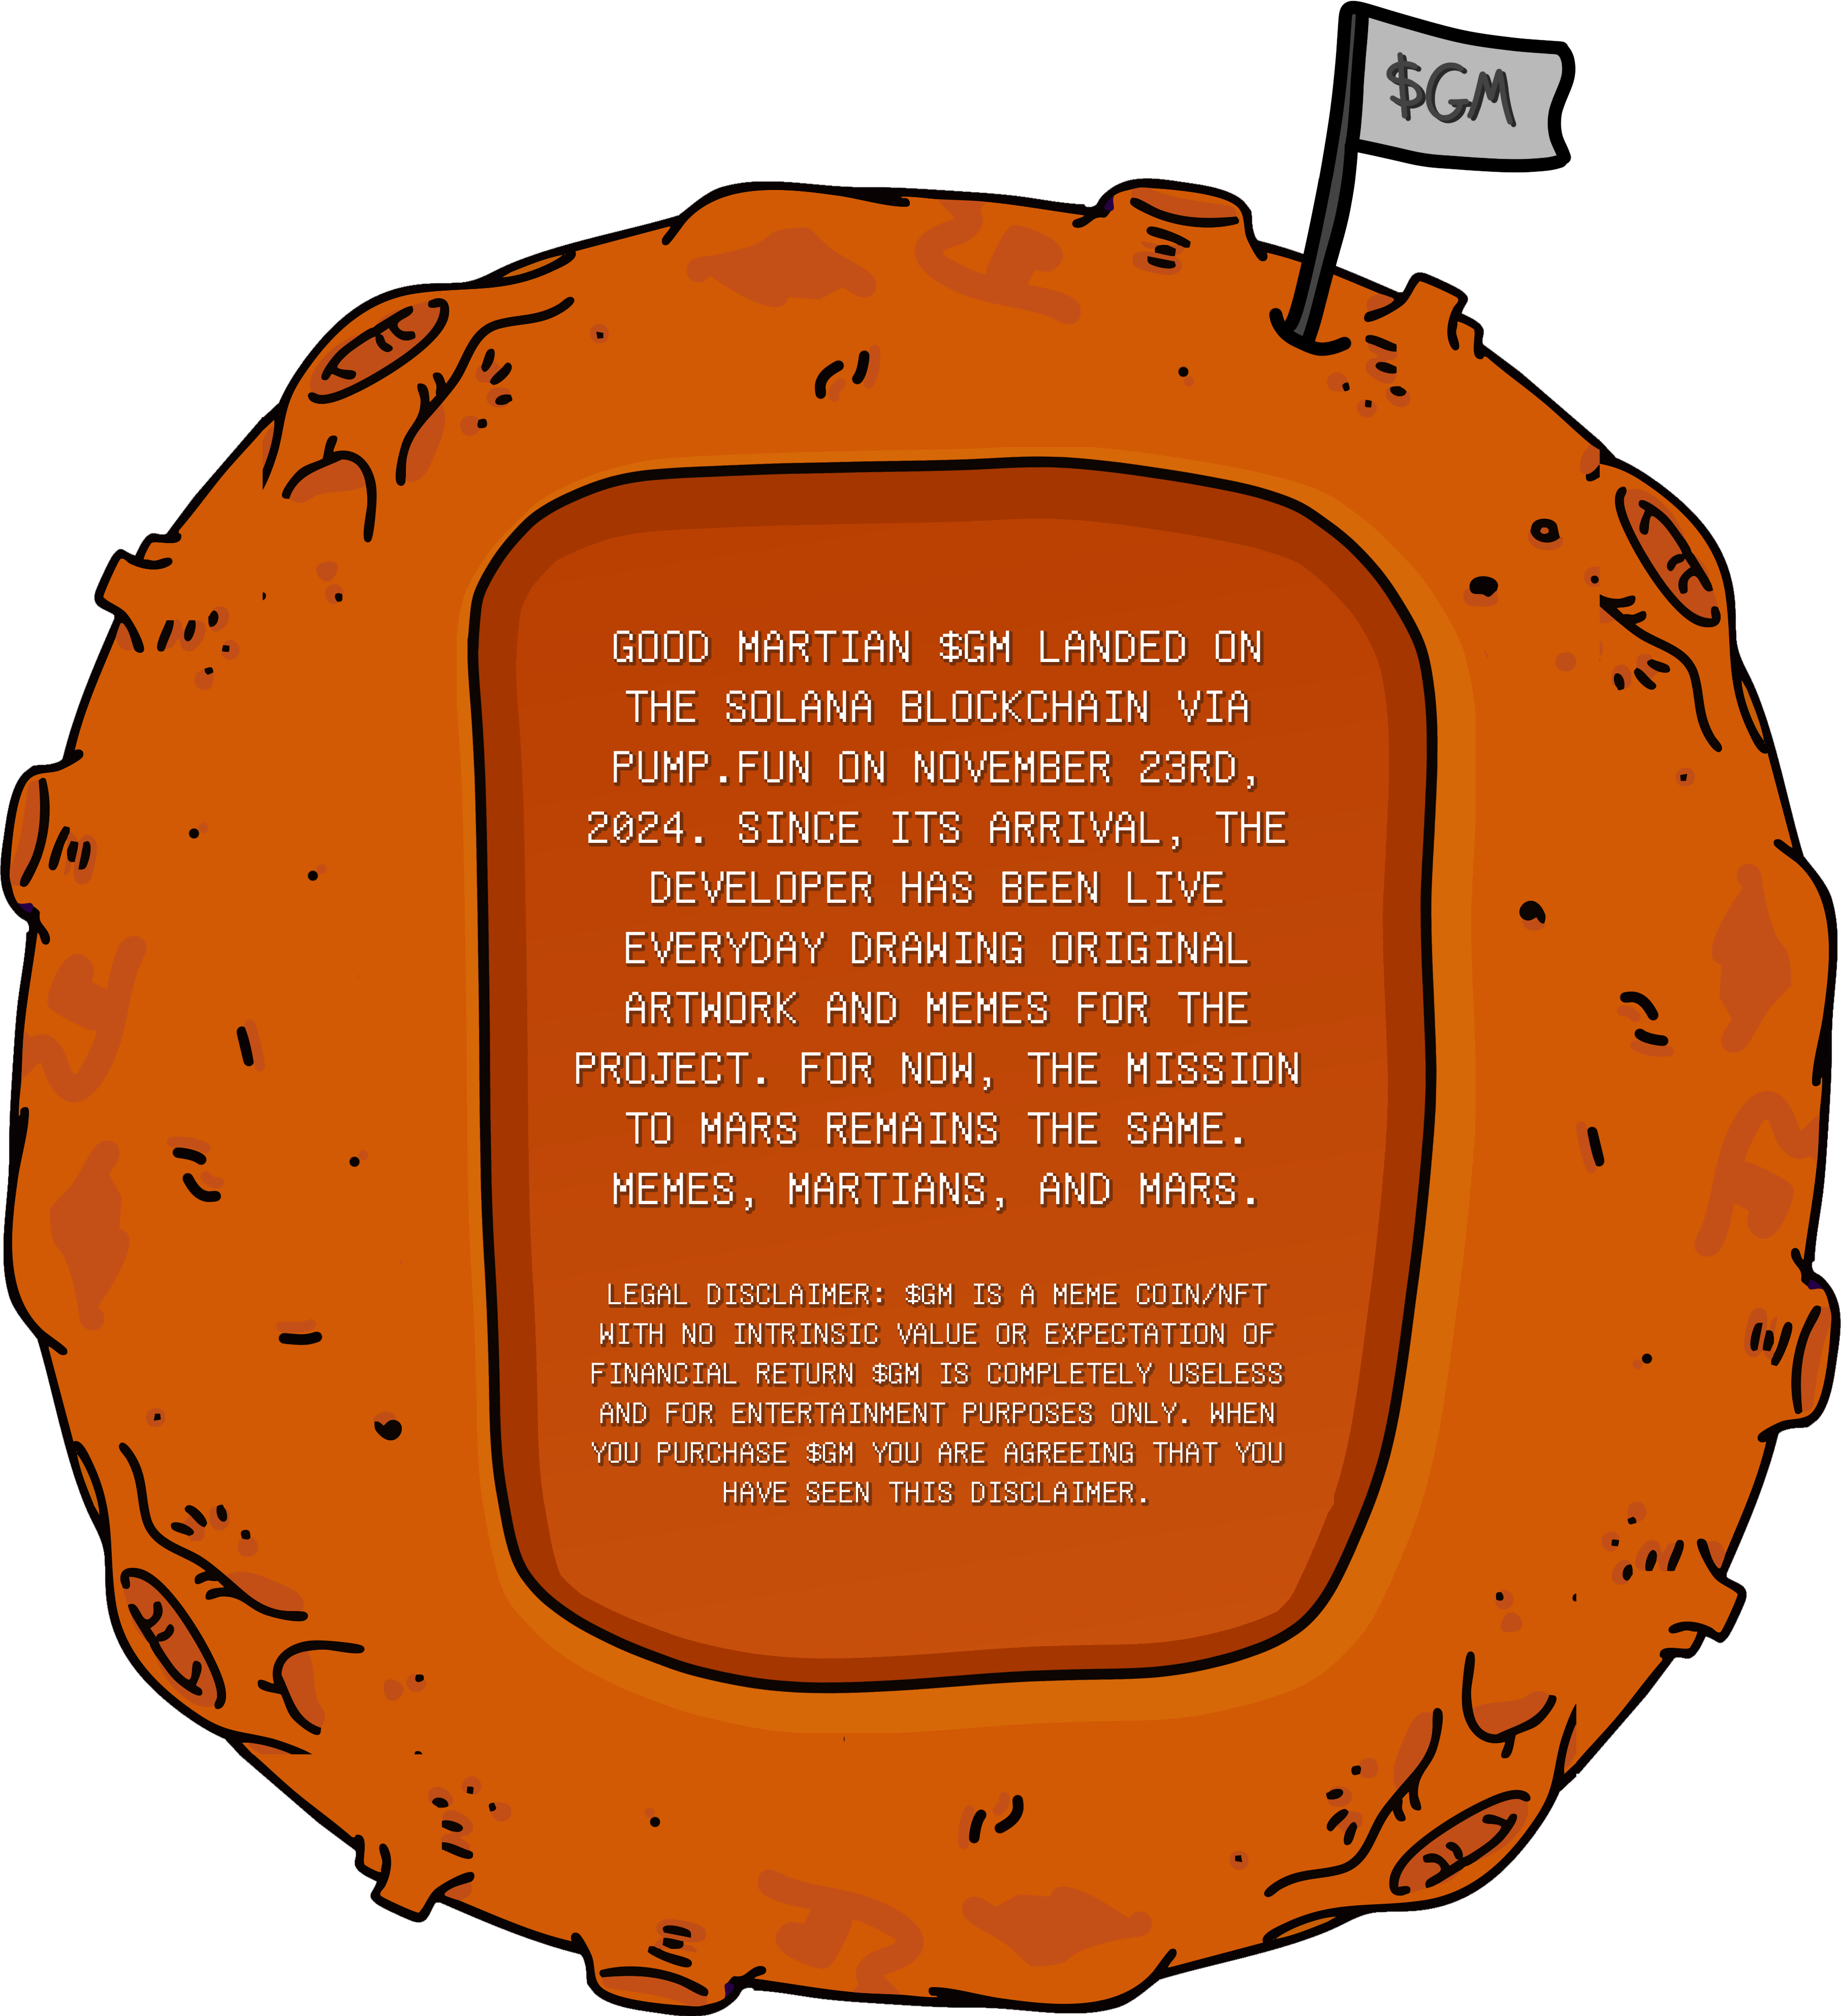 $GM
GOOD MARTIAN $GM LANDED ON
THE SOLANA BLOCKCHAIN VIA
PUMP.FUN ON NOVEMBER 23RD,
2024. SINCE ITS ARRIVAL, THE
DEVELOPER HAS BEEN LIVE
EVERYDAY DRAWING ORIGINAL
ARTWORK AND MEMES FOR THE
PROJECT. FOR NOW, THE MISSION
TO MARS REMAINS THE SAME.
MEMES, MARTIANS, AND MARS.
LEGAL DISCLAIMER: $GM IS A MEME COIN/NFT
WITH NO INTRINSIC VALUE OR EXPECTATION OF
FINANCIAL RETURN $GM IS COMPLETELY USELESS
AND FOR ENTERTAINMENT PURPOSES ONLY. WHEN
YOU PURCHASE $GM YOU ARE AGREEING THAT YOU
HAVE SEEN THIS DISCLAIMER.